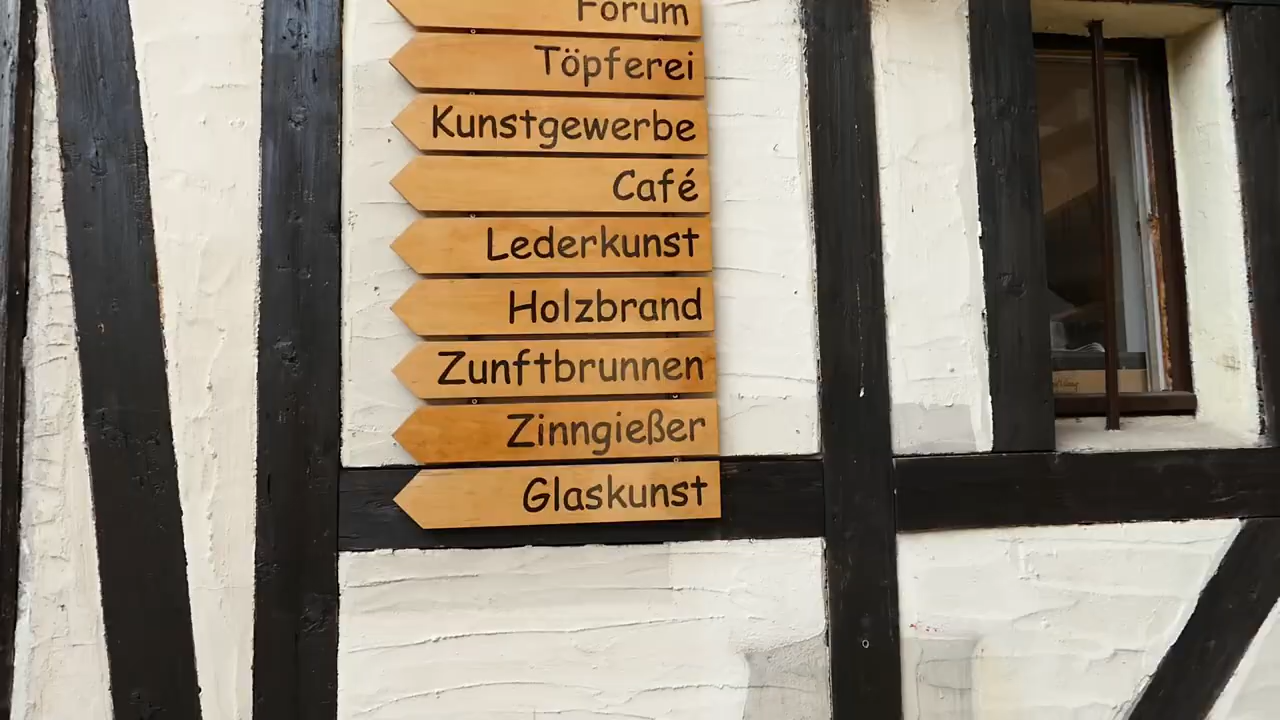 Forum
Töpferei
Kunstgewerbe
Café
Lederkunst
Holzbrand
Zunftbrunnen
Zinngießer
Glaskunst